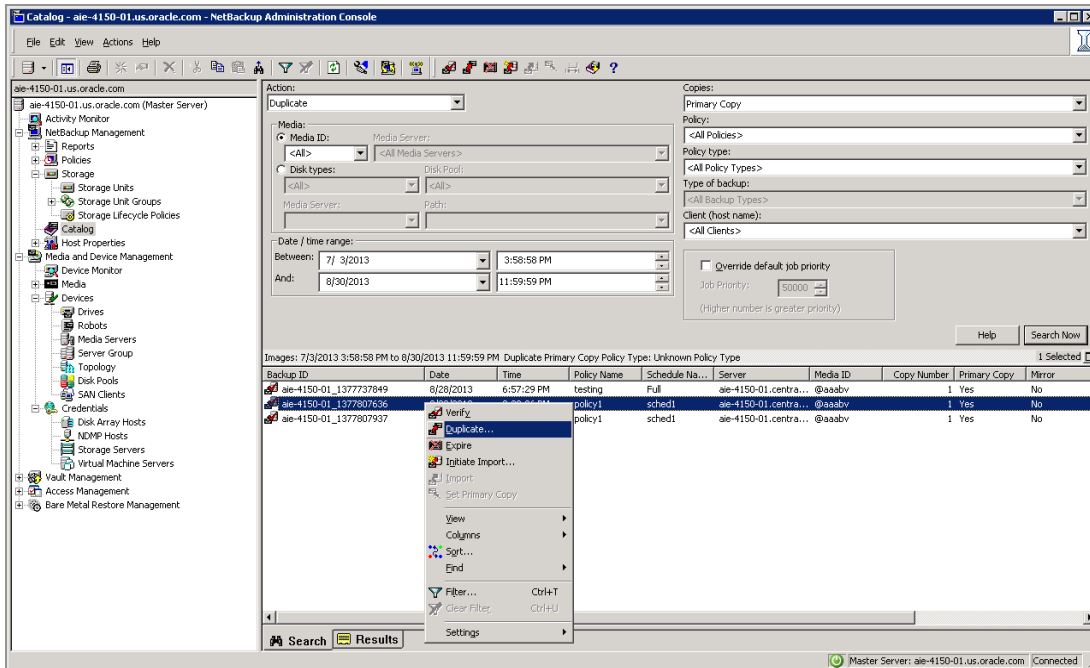 Catalog - aie-4150-01.us.oracle.com - NetBackup Administration Console
File Edit View Actions Help
aie-4150-01.us.oracle.com
aie-4150-01.us.oracle.com (Master Server)
Activity Monitor
NetBackup Management
Reports
Policies
Storage
Storage Units
Storage Unit Groups
Storage Lifecycle Policies
Catalog
Host Properties
Media and Device Management
Device Monitor
Media
Devices
Drives
Robots
Media Servers
Server Group
Topology
Disk Pools
SAN Clients
Credentials
Disk Array Hosts
NDMP Hosts
Storage Servers
Virtual Machine Servers
Vault Management
Access Management
Bare Metal Restore Management
Action:
Duplicate
Media:
Media ID: Media Server:
<All> <All Media Servers>
Disk types: Disk Pool:
<All> <All>
Media Server: Path:
Date / time range:
Between: 7/ 3/2013 3:58:58 PM
And: 8/30/2013 11:59:59 PM
Copies:
Primary Copy
Policy:
<All Policies>
Policy type:
<All Policy Types>
Type of backup:
<All Backup Types>
Client (host name):
<All Clients>
Override default job priority
Job Priority: 50000
(Higher number is greater priority)
Help Search Now
Images: 7/3/2013 3:58:58 PM to 8/30/2013 11:59:59 PM Duplicate Primary Copy Policy Type: Unknown Policy Type 1 Selected
Backup ID Date Time Policy Name Schedule Na... Server Media ID Copy Number Primary Copy Mirror
aie-4150-01_1377737849 8/28/2013 6:57:29 PM testing Full aie-4150-01.centra... @aaabv 1 Yes No
aie-4150-01_1377807636 policy1 sched1 aie-4150-01.centra... @aaabv 1 Yes No
aie-4150-01_1377807937 policy1 sched1 aie-4150-01.centra... @aaabv 1 Yes No
Verify
Duplicate...
Expire
Initiate Import...
Import
Set Primary Copy
View
Columns
Sort...
Find
Filter... Ctrl+T
Clear Filter Ctrl+U
Settings
Search Results
Master Server: aie-4150-01.us.oracle.com Connected